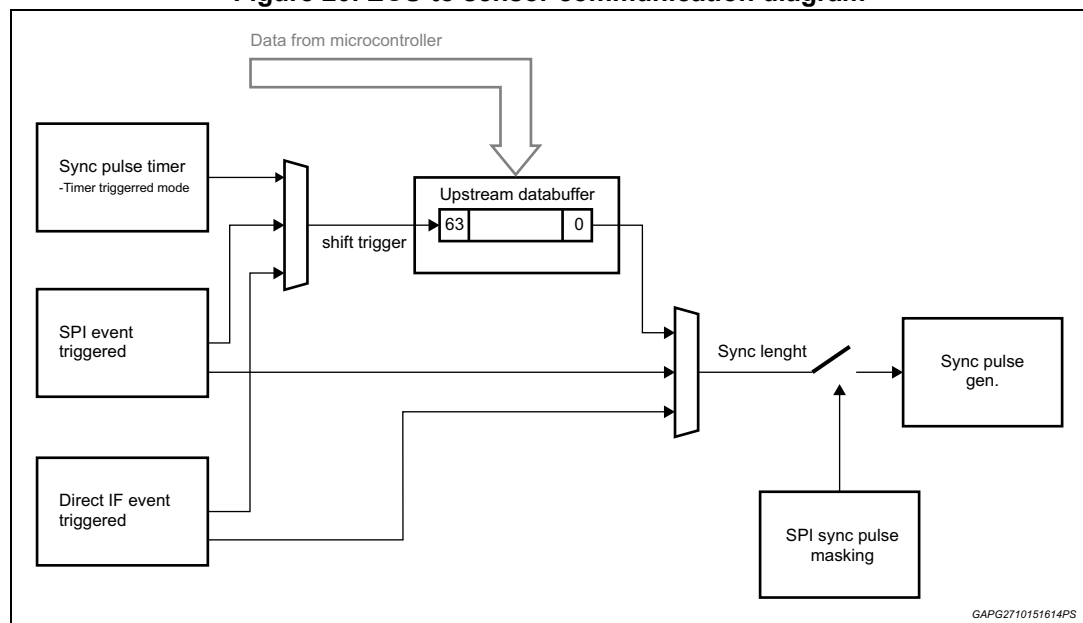 Figure 20. ECU to sensor communication diagram
Data from microcontroller
Sync pulse timer
-Timer triggerred mode
Upstream databuffer
63
0
shift trigger
SPI event
triggered
Sync lenght
Sync pulse
gen.
Direct IF event
triggered
SPI sync pulse
masking
GAPG2710151614PS